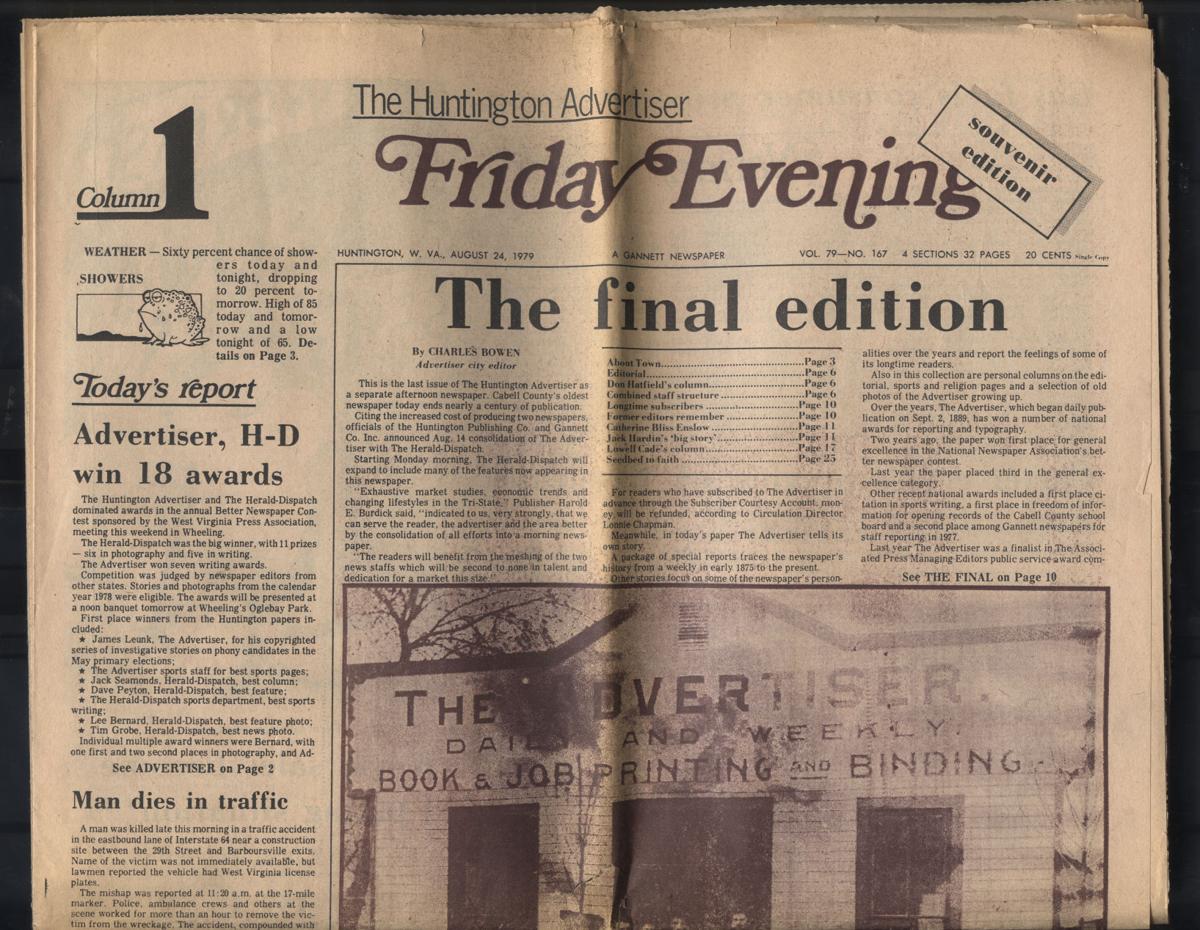 The Huntington Advertiser
Friday Evening
souvenir
edition
Column 1
HUNTINGTON, W. VA., AUGUST 24, 1979
A GANNETT NEWSPAPER
VOL. 79—NO. 167
4 SECTIONS 32 PAGES
20 CENTS Single Copy
WEATHER — Sixty percent chance of show-
ers today and
tonight, dropping
to 20 percent to-
morrow. High of 85
today and tomor-
row and a low
tonight of 65. De-
tails on Page 3.
SHOWERS
Today's report
Advertiser, H-D
win 18 awards
The Huntington Advertiser and The Herald-Dispatch
dominated awards in the annual Better Newspaper Con-
test sponsored by the West Virginia Press Association,
meeting this weekend in Wheeling.
The Herald-Dispatch was the big winner, with 11 prizes
— six in photography and five in writing.
The Advertiser won seven writing awards.
Competition was judged by newspaper editors from
other states. Stories and photographs from the calendar
year 1978 were eligible. The awards will be presented at
a noon banquet tomorrow at Wheeling's Oglebay Park.
First place winners from the Huntington papers in-
cluded:
★ James Leunk, The Advertiser, for his copyrighted
series of investigative stories on phony candidates in the
May primary elections;
★ The Advertiser sports staff for best sports pages;
★ Jack Seamonds, Herald-Dispatch, best column;
★ Dave Peyton, Herald-Dispatch, best feature;
★ The Herald-Dispatch sports department, best sports
writing;
★ Lee Bernard, Herald-Dispatch, best feature photo;
★ Tim Grobe, Herald-Dispatch, best news photo.
Individual multiple award winners were Bernard, with
one first and two second places in photography, and Ad-
See ADVERTISER on Page 2
Man dies in traffic
A man was killed late this morning in a traffic accident
in the eastbound lane of Interstate 64 near a construction
site between the 29th Street and Barboursville exits.
Name of the victim was not immediately available, but
lawmen reported the vehicle had West Virginia license
plates.
The mishap was reported at 11:20 a.m. at the 17-mile
marker. Police, ambulance crews and others at the
scene worked for more than an hour to remove the vic-
tim from the wreckage. The accident, compounded with
The final edition
By CHARLES BOWEN
Advertiser city editor
This is the last issue of The Huntington Advertiser as
a separate afternoon newspaper. Cabell County's oldest
newspaper today ends nearly a century of publication.
Citing the increased cost of producing two newspapers,
officials of the Huntington Publishing Co. and Gannett
Co. Inc. announced Aug. 14 consolidation of The Adver-
tiser with The Herald-Dispatch.
Starting Monday morning, The Herald-Dispatch will
expand to include many of the features now appearing in
this newspaper.
"Exhaustive market studies, economic trends and
changing lifestyles in the Tri-State," Publisher Harold
E. Burdick said, "indicated to us, very strongly, that we
can serve the reader, the advertiser and the area better
by the consolidation of all efforts into a morning news-
paper.
"The readers will benefit from the meshing of the two
news staffs which will be second to none in talent and
dedication for a market this size."
About Town Page 3
Editorial Page 6
Don Hatfield's column Page 6
Combined staff structure Page 6
Longtime subscribers Page 10
Former editors remember Page 10
Catherine Bliss Enslow Page 11
Jack Hardin's 'big story' Page 11
Lowell Cade's column Page 17
Seedbed to faith Page 25
For readers who have subscribed to The Advertiser in
advance through the Subscriber Courtesy Account, mon-
ey will be refunded, according to Circulation Director
Lonnie Chapman.
Meanwhile, in today's paper The Advertiser tells its
own story.
A package of special reports traces the newspaper's
history from a weekly in early 1875 to the present.
Other stories focus on some of the newspaper's person-
alities over the years and report the feelings of some of
its longtime readers.
Also in this collection are personal columns on the edi-
torial, sports and religion pages and a selection of old
photos of the Advertiser growing up.
Over the years, The Advertiser, which began daily pub-
lication on Sept. 2, 1889, has won a number of national
awards for reporting and typography.
Two years ago, the paper won first place for general
excellence in the National Newspaper Association's bet-
ter newspaper contest.
Last year the paper placed third in the general ex-
cellence category.
Other recent national awards included a first place ci-
tation in sports writing, a first place in freedom of infor-
mation for opening records of the Cabell County school
board and a second place among Gannett newspapers for
staff reporting in 1977.
Last year The Advertiser was a finalist in The Associ-
ated Press Managing Editors public service award com-
See THE FINAL on Page 10
THE ADVERTISER.
DAILY AND WEEKLY.
BOOK & JOB PRINTING AND BINDING.